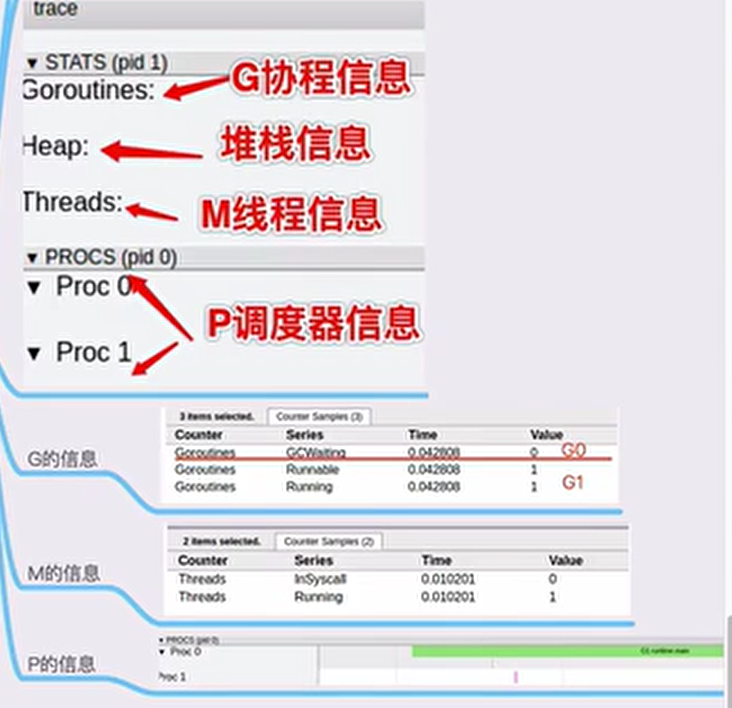 trace
▼ STATS (pid 1)
Goroutines:
G协程信息
Heap:
堆栈信息
Threads:
M线程信息
▼ PROCS (pid 0)
▼ Proc 0
P调度器信息
▼ Proc 1
G的信息
3 items selected. Counter Samples (3)
Counter Series Time Value
Goroutines GCWaiting 0.042808 0 G0
Goroutines Runnable 0.042808 1
Goroutines Running 0.042808 1 G1
M的信息
2 items selected. Counter Samples (2)
Counter Series Time Value
Threads InSyscall 0.010201 0
Threads Running 0.010201 1
P的信息
▼ PROCS (pid 0)
▼ Proc 0 G1 runtime.main
Proc 1